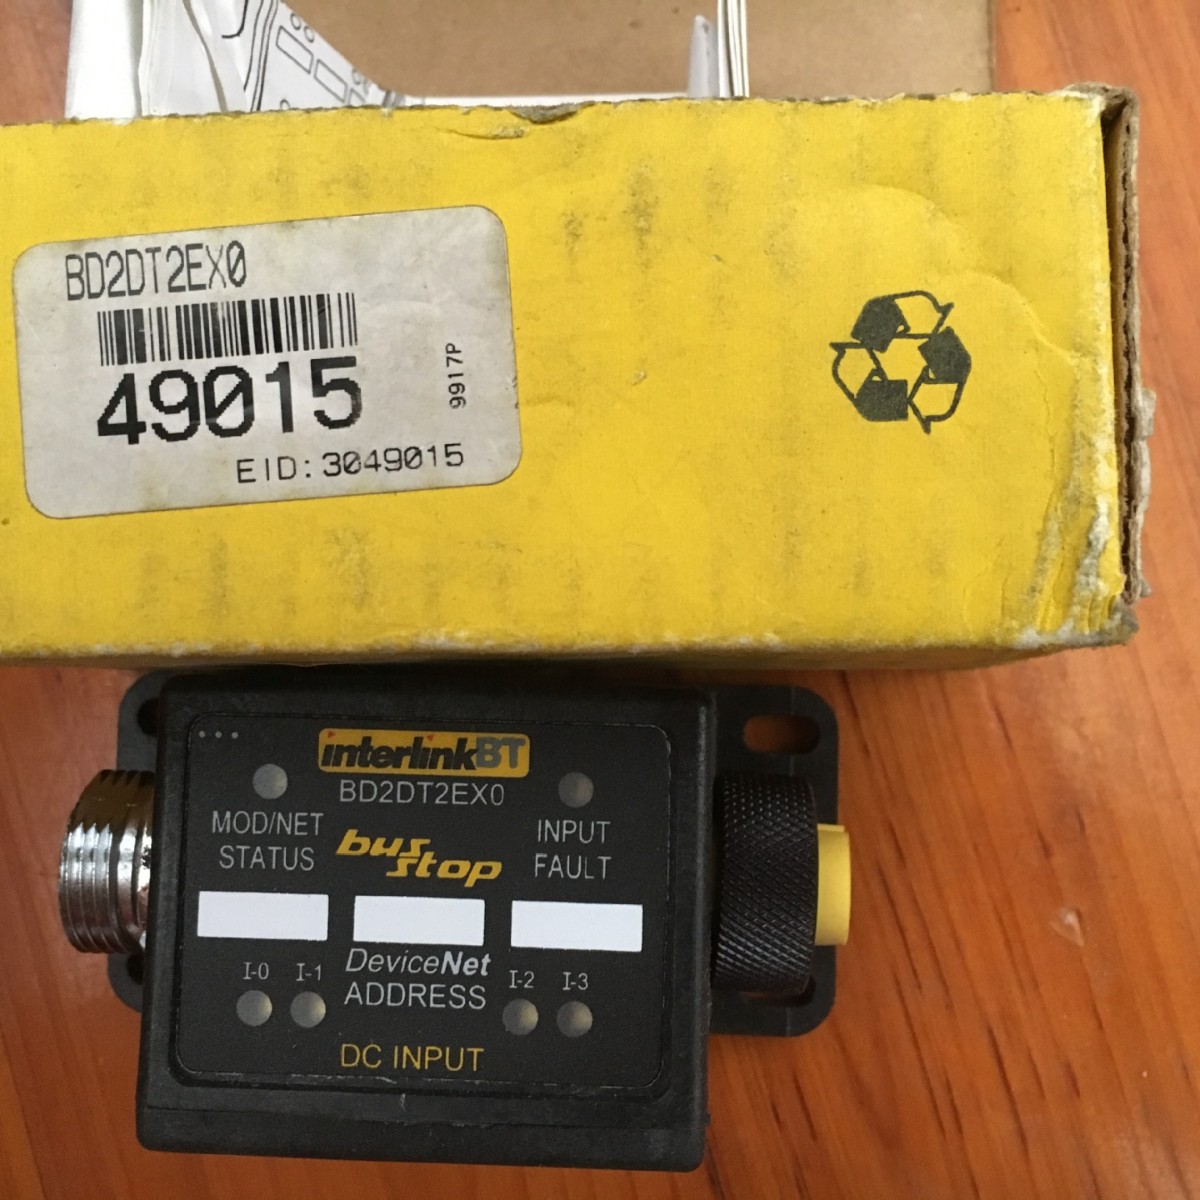 BD2DT2EX0
49015
9917P
EID:3049015
interlinkBT
BD2DT2EX0
MOD/NET
STATUS
bus
stop
INPUT
FAULT
DeviceNet
ADDRESS
I-0
I-1
I-2
I-3
DC INPUT